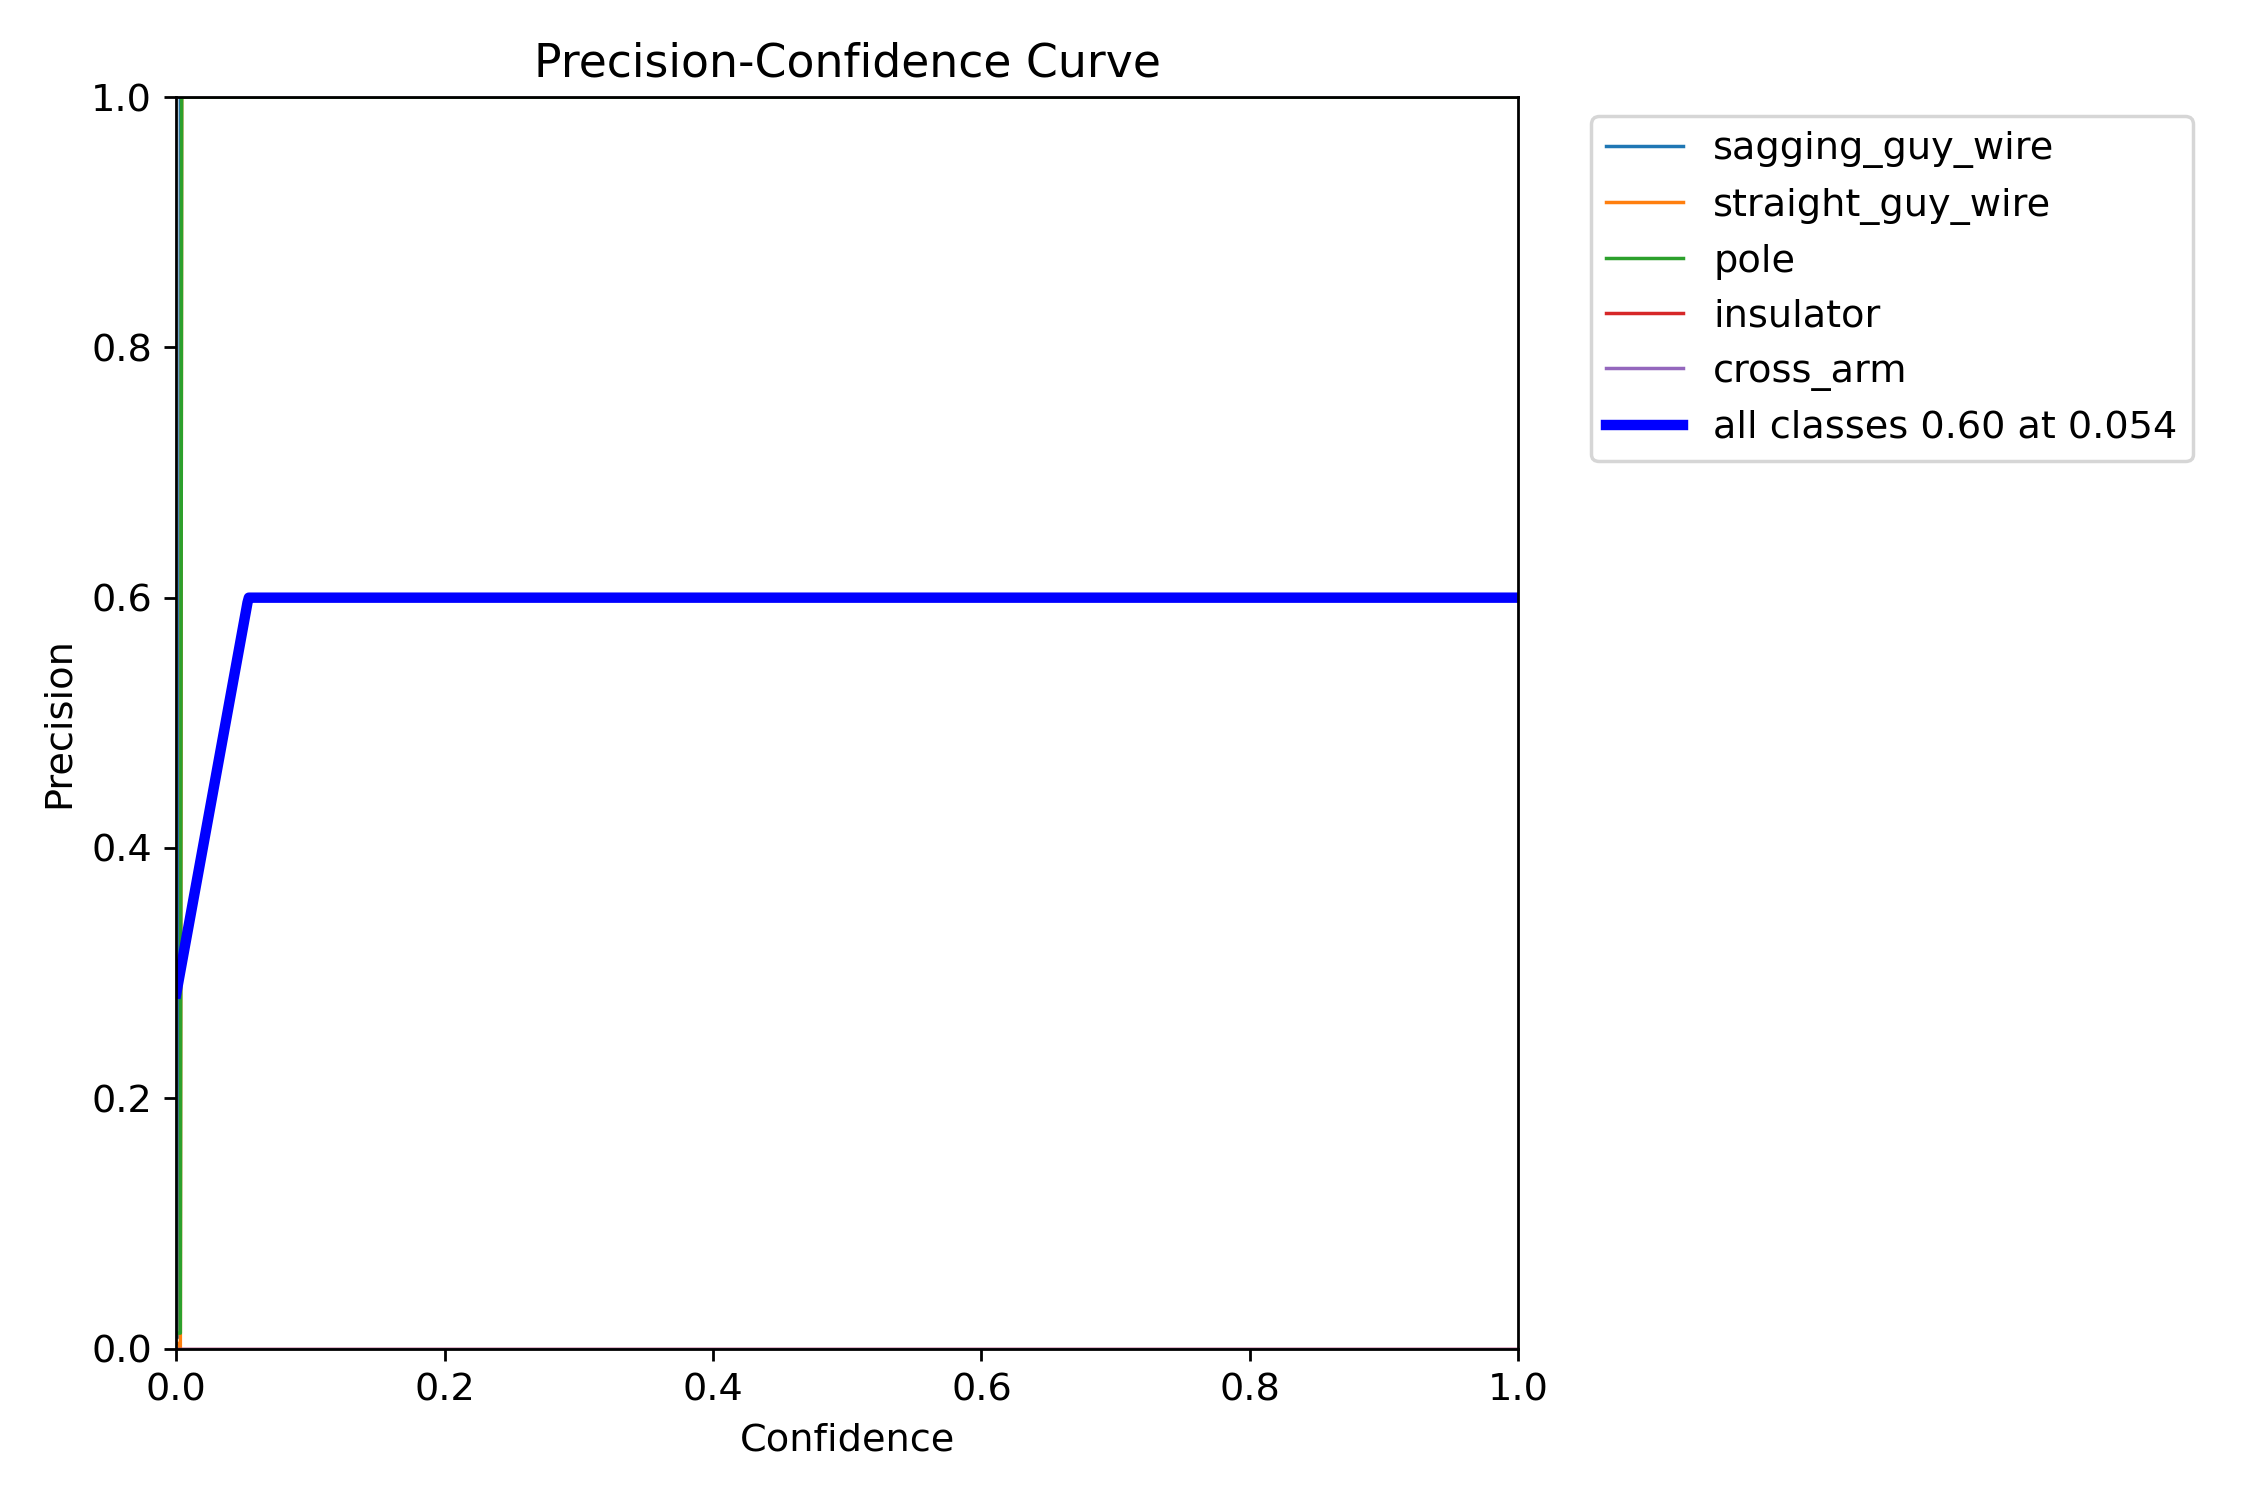 Precision-Confidence Curve
1.0
0.8
0.6
0.4
0.2
0.0
Precision
0.0 0.2 0.4 0.6 0.8 1.0
Confidence
sagging_guy_wire
straight_guy_wire
pole
insulator
cross_arm
all classes 0.60 at 0.054